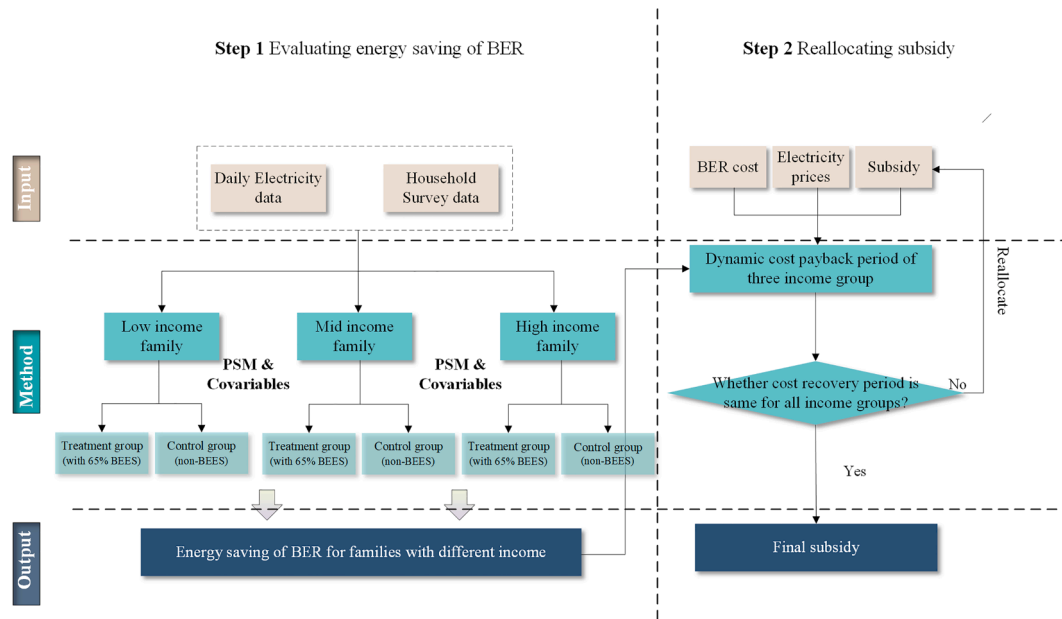 Step 1 Evaluating energy saving of BER
Step 2 Reallocating subsidy
Input
Daily Electricity
data
Household
Survey data
BER cost
Electricity
prices
Subsidy
Method
Low income
family
Mid income
family
High income
family
PSM &
Covariables
PSM &
Covariables
Treatment group
(with 65% BEES)
Control group
(non-BEES)
Treatment group
(with 65% BEES)
Control group
(non-BEES)
Treatment group
(with 65% BEES)
Control group
(non-BEES)
Dynamic cost payback period of
three income group
Reallocate
Whether cost recovery period is
same for all income groups?
No
Yes
Output
Energy saving of BER for families with different income
Final subsidy